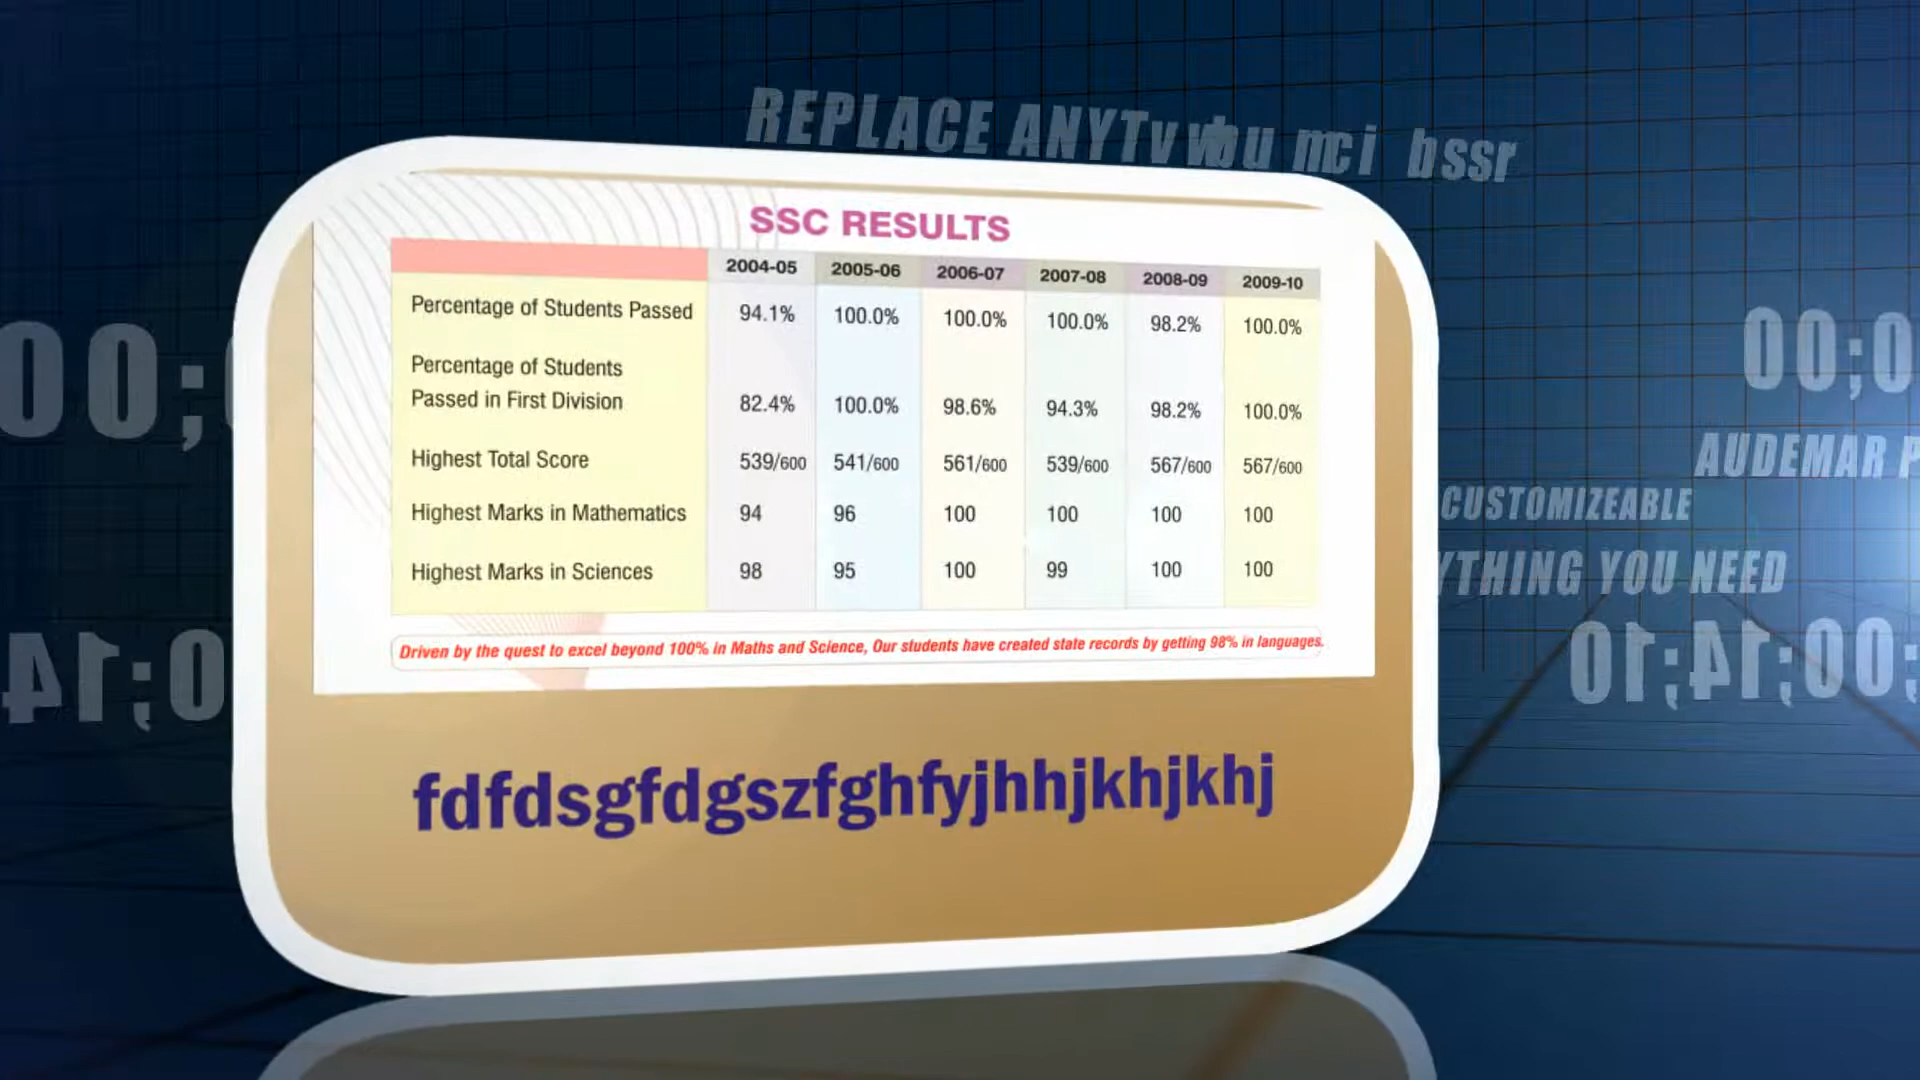 REPLACE ANYT
SSC RESULTS
2004-05 2005-06 2006-07 2007-08 2008-09 2009-10
Percentage of Students Passed 94.1% 100.0% 100.0% 100.0% 98.2% 100.0%
Percentage of Students
Passed in First Division 82.4% 100.0% 98.6% 94.3% 98.2% 100.0%
Highest Total Score 539/600 541/600 561/600 539/600 567/600 567/600
Highest Marks in Mathematics 94 96 100 100 100 100
Highest Marks in Sciences 98 95 100 99 100 100
Driven by the quest to excel beyond 100% in Maths and Science, Our students have created state records by getting 98% in languages.
fdfdsgfdgszfghfyjhhjkhjkhj
AUDEMAR P
CUSTOMIZEABLE
YTHING YOU NEED